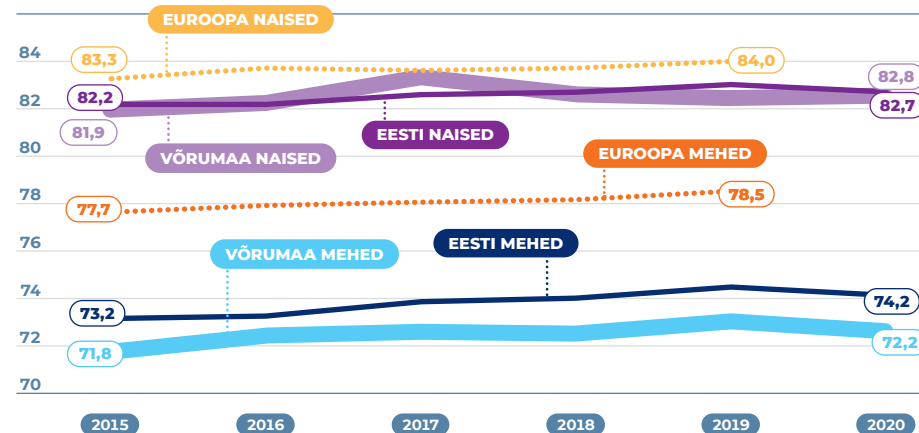 EUROOPA NAISED
84
83,3
84,0
82,8
82,2
82
82,7
81,9
EESTI NAISED
VÕRUMAA NAISED
80
EUROOPA MEHED
78
77,7
78,5
76
EESTI MEHED
VÕRUMAA MEHED
74
73,2
74,2
72
71,8
72,2
70
2015 2016 2017 2018 2019 2020